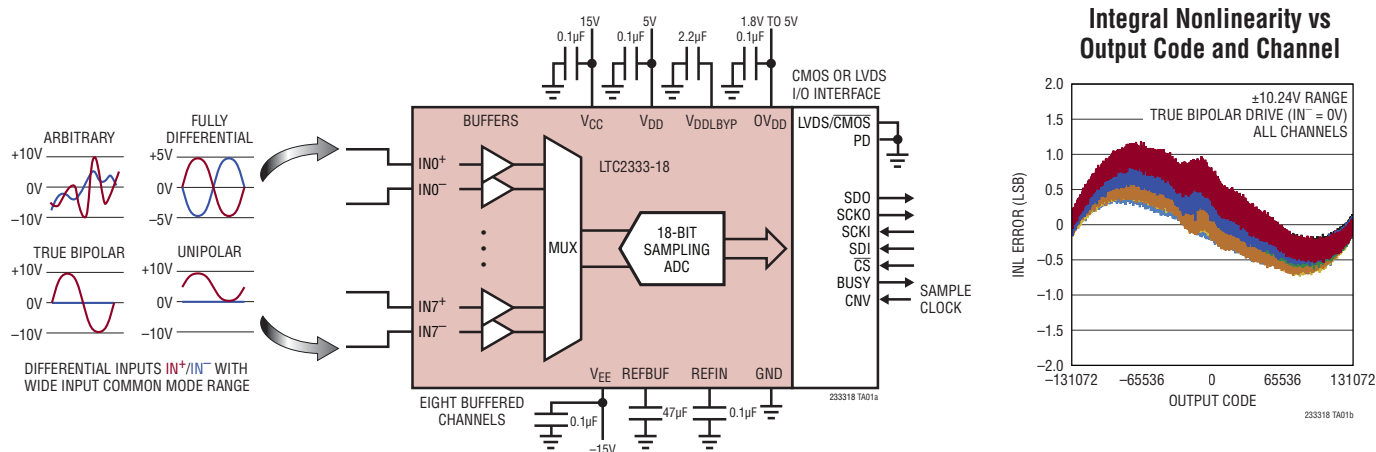 15V
5V
1.8V TO 5V
0.1µF
0.1µF
2.2µF
0.1µF
CMOS OR LVDS
I/O INTERFACE
ARBITRARY
+10V
0V
–10V
FULLY
DIFFERENTIAL
+5V
0V
–5V
TRUE BIPOLAR
+10V
0V
–10V
UNIPOLAR
+10V
0V
–10V
DIFFERENTIAL INPUTS IN+/IN– WITH
WIDE INPUT COMMON MODE RANGE
BUFFERS
VCC
VDD
VDDLBYP
OVDD
LTC2333-18
IN0+
IN0–
IN7+
IN7–
MUX
18-BIT
SAMPLING
ADC
LVDS/C̅M̅O̅S̅
PD
SDO
SCKO
SCKI
SDI
C̅S̅
BUSY
CNV
SAMPLE
CLOCK
VEE
REFBUF
REFIN
GND
EIGHT BUFFERED
CHANNELS
0.1µF
47µF
0.1µF
–15V
233318 TA01a
Integral Nonlinearity vs
Output Code and Channel
±10.24V RANGE
TRUE BIPOLAR DRIVE (IN– = 0V)
ALL CHANNELS
INL ERROR (LSB)
2.0
1.5
1.0
0.5
0
–0.5
–1.0
–1.5
–2.0
–131072
–65536
0
65536
131072
OUTPUT CODE
233318 TA01b